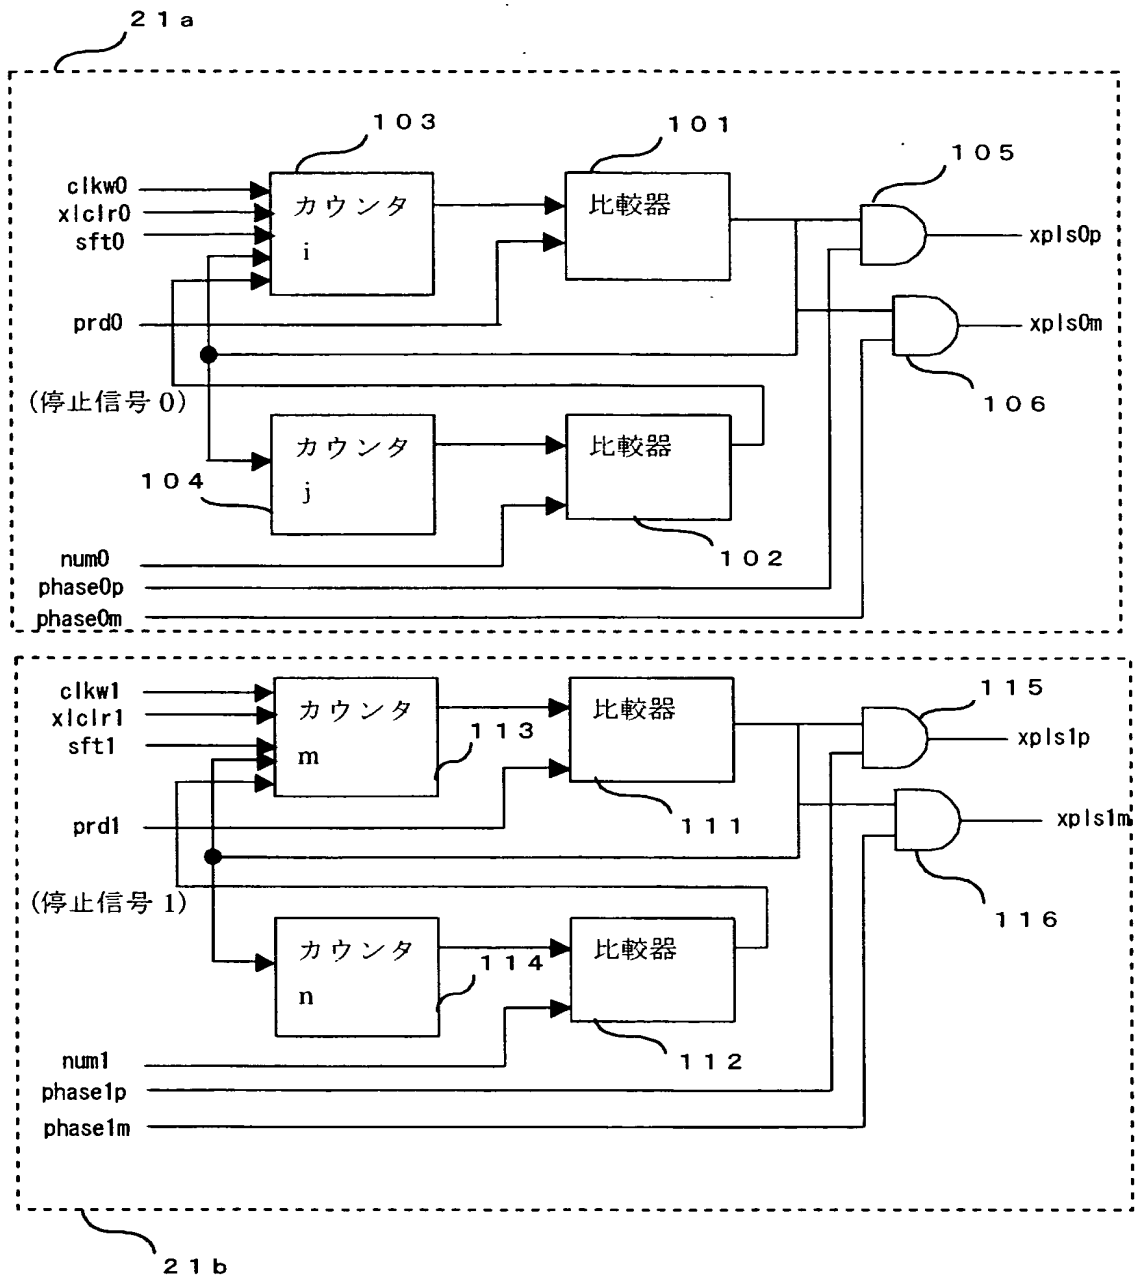 21a
103
101
105
clkw0
xlclr0
sft0
カウンタ
i
比較器
xpls0p
prd0
xpls0m
(停止信号0)
106
カウンタ
j
比較器
104
102
num0
phase0p
phase0m
clkw1
xlclr1
sft1
カウンタ
m
113
比較器
115
xpls1p
prd1
111
xpls1m
(停止信号1)
116
カウンタ
n
114
比較器
112
num1
phase1p
phase1m
21b